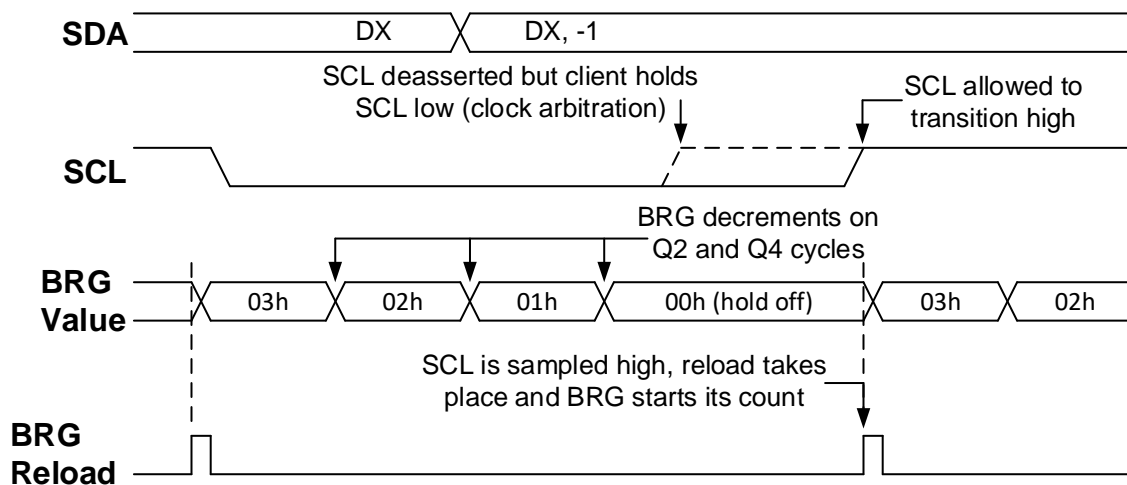 SDA
DX
DX, -1
SCL deasserted but client holds
SCL low (clock arbitration)
SCL allowed to
transition high
SCL
BRG decrements on
Q2 and Q4 cycles
BRG
Value
03h
02h
01h
00h (hold off)
03h
02h
SCL is sampled high, reload takes
place and BRG starts its count
BRG
Reload